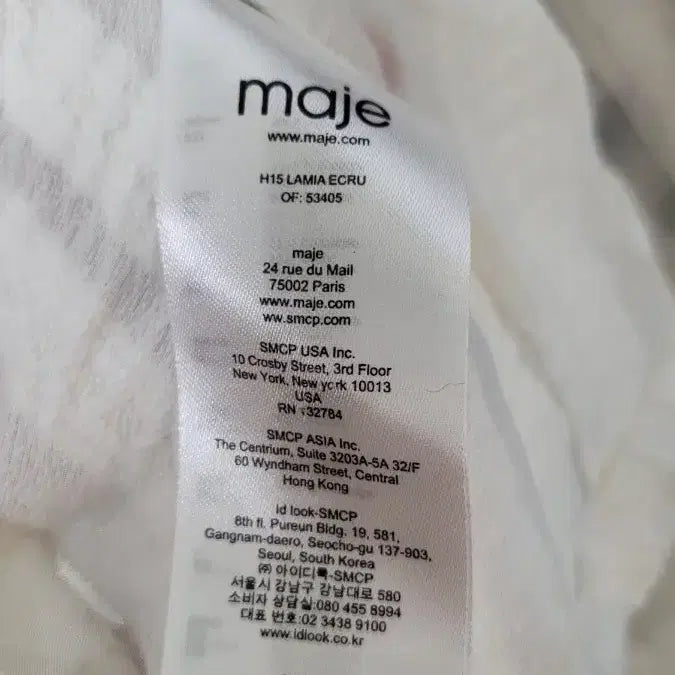 maje
www.maje.com
H15 LAMIA ECRU
OF: 53405
maje
24 rue du Mail
75002 Paris
www.maje.com
ww.smcp.com
SMCP USA Inc.
10 Crosby Street, 3rd Floor
New York, New york 10013
USA
RN 132784
SMCP ASIA Inc.
The Centrium, Suite 3203A-5A 32/F
60 Wyndham Street, Central
Hong Kong
id look-SMCP
8th fl. Pureun Bldg. 19, 581,
Gangnam-daero, Seocho-gu 137-903,
Seoul, South Korea
㈜ 아이디룩-SMCP
서울시 강남구 강남대로 580
소비자 상담실:080 455 8994
대표 번호:02 3438 9100
www.idlook.co.kr